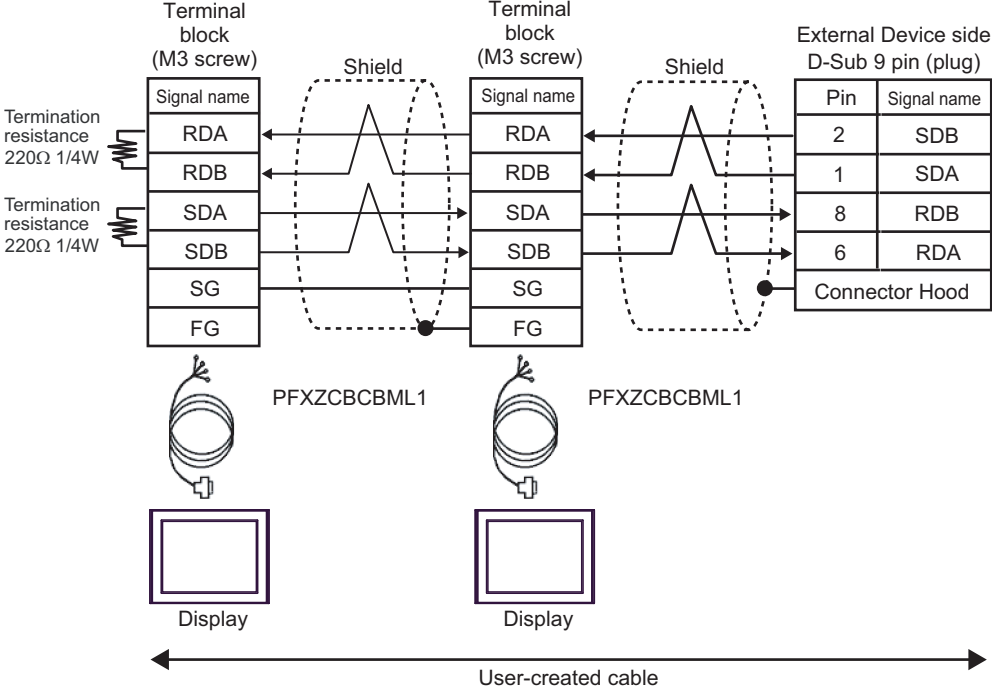 Terminal
block
(M3 screw)
Terminal
block
(M3 screw)
External Device side
D-Sub 9 pin (plug)
Shield
Shield
Termination
resistance
220Ω 1/4W
Termination
resistance
220Ω 1/4W
Signal name
RDA
RDB
SDA
SDB
SG
FG
Signal name
RDA
RDB
SDA
SDB
SG
FG
Pin Signal name
2 SDB
1 SDA
8 RDB
6 RDA
Connector Hood
PFXZCBCBML1
PFXZCBCBML1
Display
Display
User-created cable